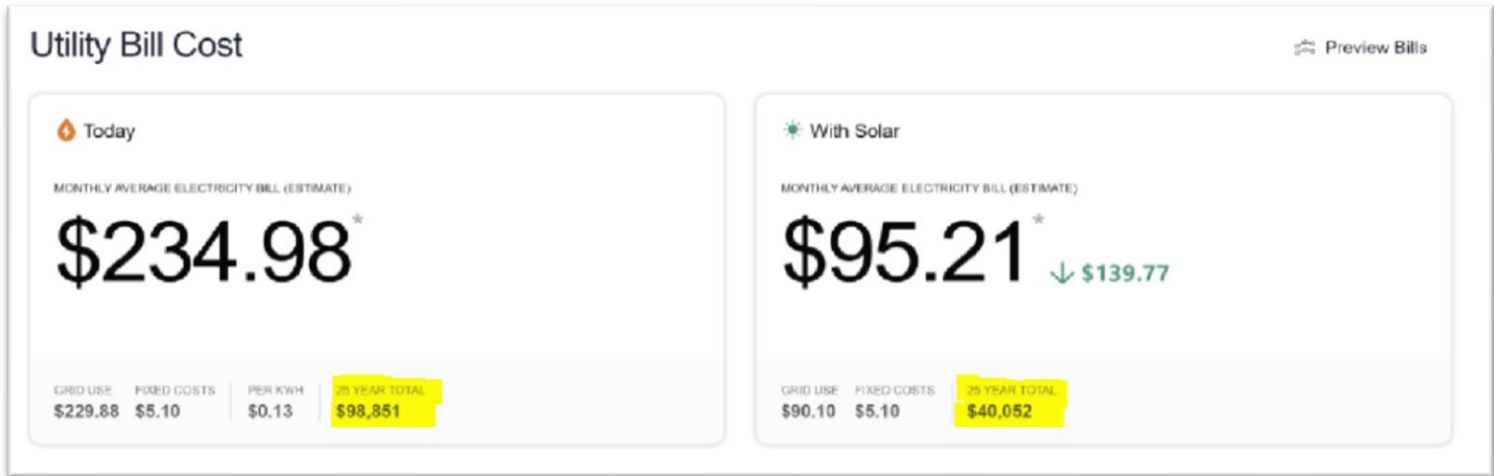 Utility Bill Cost
Preview Bills
Today
MONTHLY AVERAGE ELECTRICITY BILL (ESTIMATE)
$234.98*
GRID USE FIXED COSTS PER KWH 25 YEAR TOTAL
$229.88 $5.10 $0.13 $98,851
With Solar
MONTHLY AVERAGE ELECTRICITY BILL (ESTIMATE)
$95.21* $139.77
GRID USE FIXED COSTS 25 YEAR TOTAL
$90.10 $5.10 $40,052